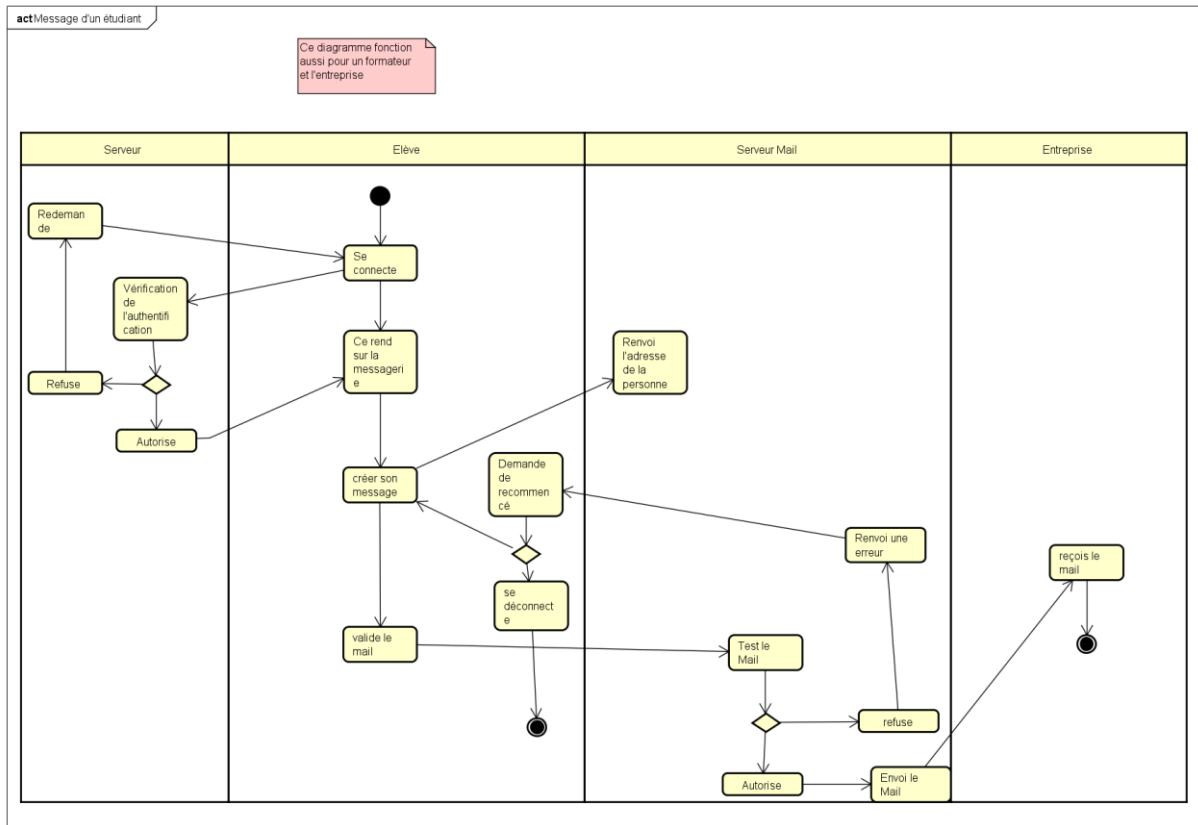 act Message d'un étudiant
Ce diagramme fonction
aussi pour un formateur
et l'entreprise
Serveur
Elève
Serveur Mail
Entreprise
Redeman
de
Se
connecte
Vérification
de
l'authentifi
cation
Ce rend
sur la
messageri
e
Renvoi
l'adresse
de la
personne
Refuse
Autorise
créer son
message
Demande
de
recommen
cé
Renvoi une
erreur
reçois le
mail
se
déconnect
e
valide le
mail
Test le
Mail
refuse
Autorise
Envoi le
Mail